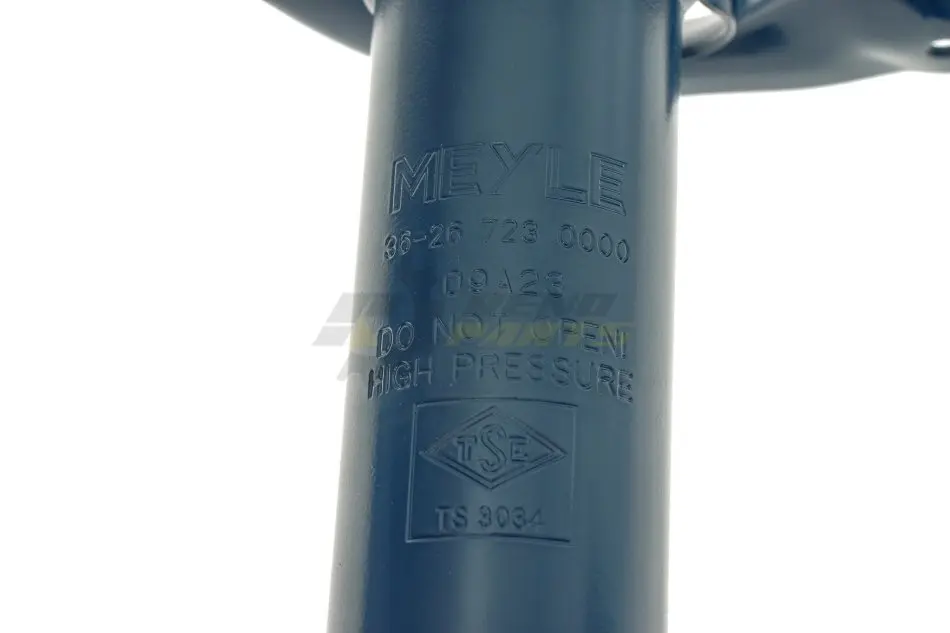 MEYLE
36-26 723 0000
09A23
DO NOT OPEN!
HIGH PRESSURE
TSE
TS 3034